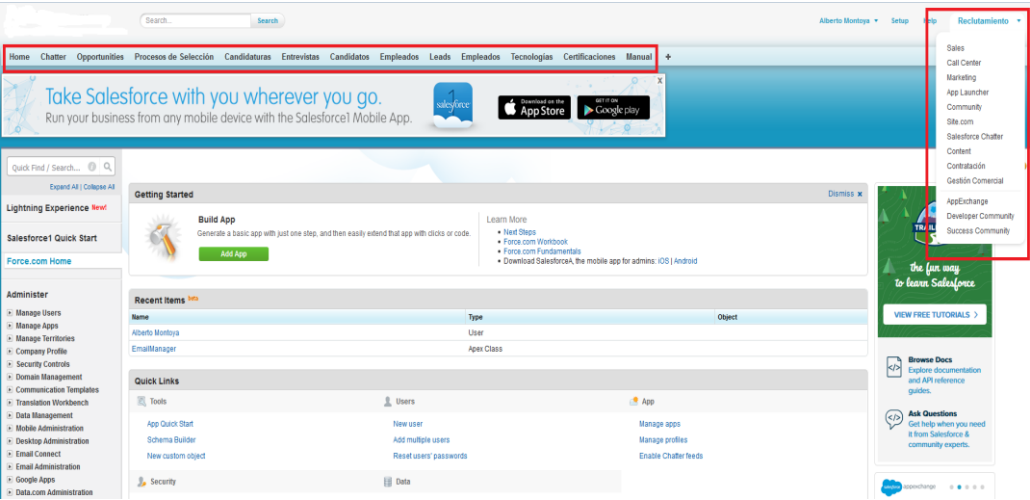 Search...
Search
Alberto Montoya
Setup
Help
Reclutamiento
Home Chatter Opportunities Procesos de Selección Candidaturas Entrevistas Candidatos Empleados Leads Empleados Tecnologías Certificaciones Manual +
Sales
Call Center
Marketing
App Launcher
Community
Site.com
Salesforce Chatter
Content
Contratación
Gestión Comercial
AppExchange
Developer Community
Success Community
Take Salesforce with you wherever you go.
Run your business from any mobile device with the Salesforce1 Mobile App.
salesforce
Download on the
App Store
GET IT ON
Google play
X
Quick Find / Search...
Expand All | Collapse All
Lightning Experience New!
Salesforce1 Quick Start
Force.com Home
Administer
Manage Users
Manage Apps
Manage Territories
Company Profile
Security Controls
Domain Management
Communication Templates
Translation Workbench
Data Management
Mobile Administration
Desktop Administration
Email Connect
Email Administration
Google Apps
Data.com Administration
Getting Started
Dismiss x
Build App
Generate a basic app with just one step, and then easily extend that app with clicks or code.
Add App
Learn More
• Next Steps
• Force.com Workbook
• Force.com Fundamentals
• Download SalesforceA, the mobile app for admins: iOS | Android
Recent Items beta
Name Type Object
Alberto Montoya User
EmailManager Apex Class
Quick Links
Tools Users App
App Quick Start New user Manage apps
Schema Builder Add multiple users Manage profiles
New custom object Reset users' passwords Enable Chatter feeds
Security Data
the fun way
to learn Salesforce
VIEW FREE TUTORIALS
Browse Docs
Explore documentation
and API reference
guides.
Ask Questions
Get help when you need
it from Salesforce &
community experts.
salesforce appexchange